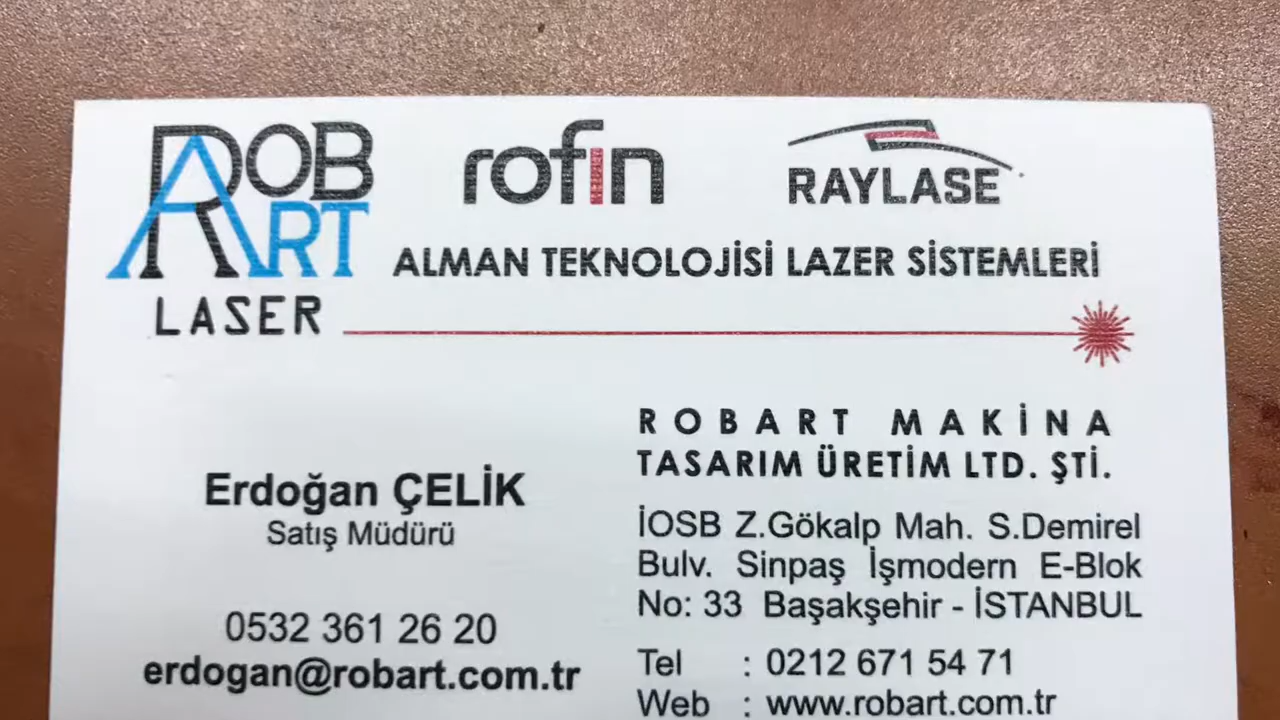 ROB ART
LASER
rofin
RAYLASE
ALMAN TEKNOLOJİSİ LAZER SİSTEMLERİ
Erdoğan ÇELİK
Satış Müdürü
0532 361 26 20
erdogan@robart.com.tr
ROBART MAKİNA
TASARIM ÜRETİM LTD. ŞTİ.
İOSB Z.Gökalp Mah. S.Demirel
Bulv. Sinpaş İşmodern E-Blok
No: 33 Başakşehir - İSTANBUL
Tel : 0212 671 54 71
Web : www.robart.com.tr